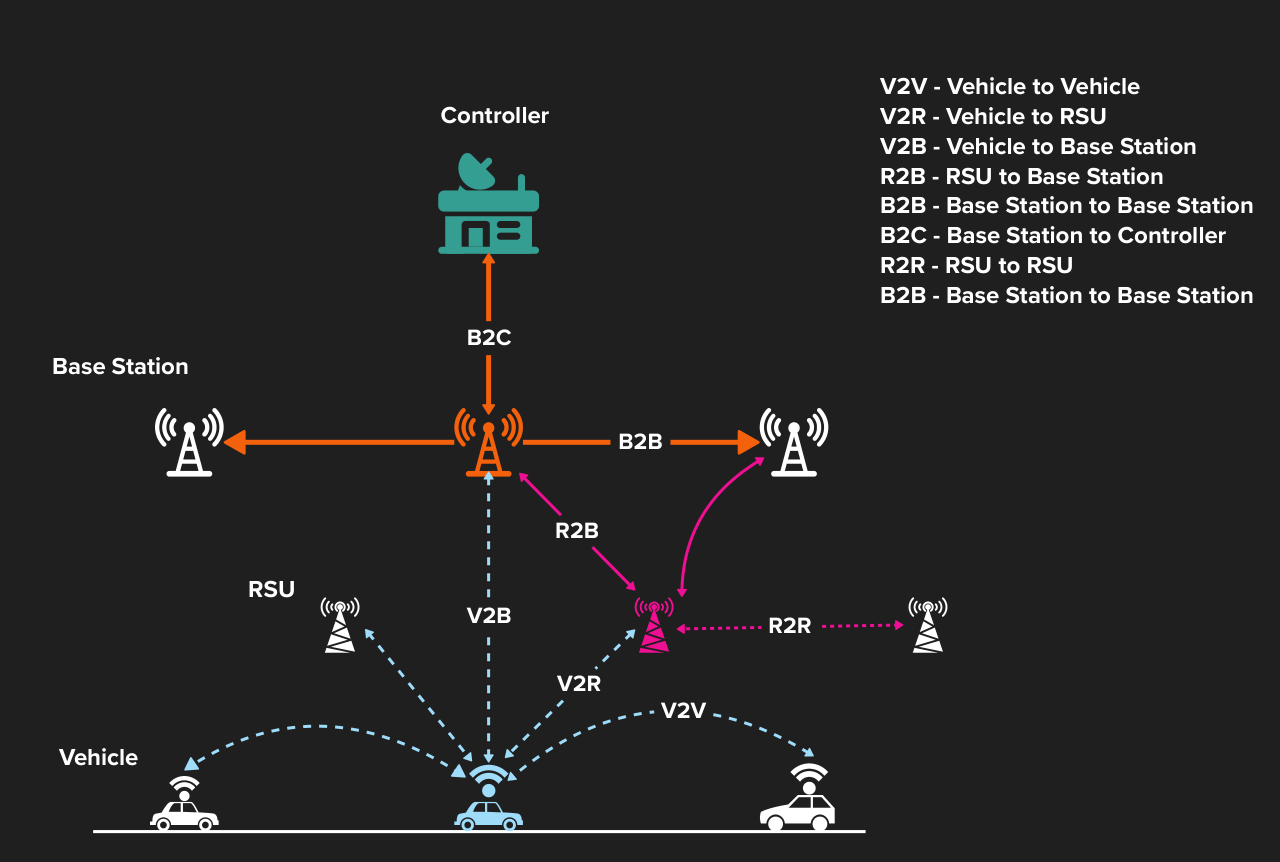 Controller
V2V - Vehicle to Vehicle
V2R - Vehicle to RSU
V2B - Vehicle to Base Station
R2B - RSU to Base Station
B2B - Base Station to Base Station
B2C - Base Station to Controller
R2R - RSU to RSU
B2B - Base Station to Base Station
B2C
Base Station
B2B
R2B
RSU
V2B
R2R
V2R
V2V
Vehicle